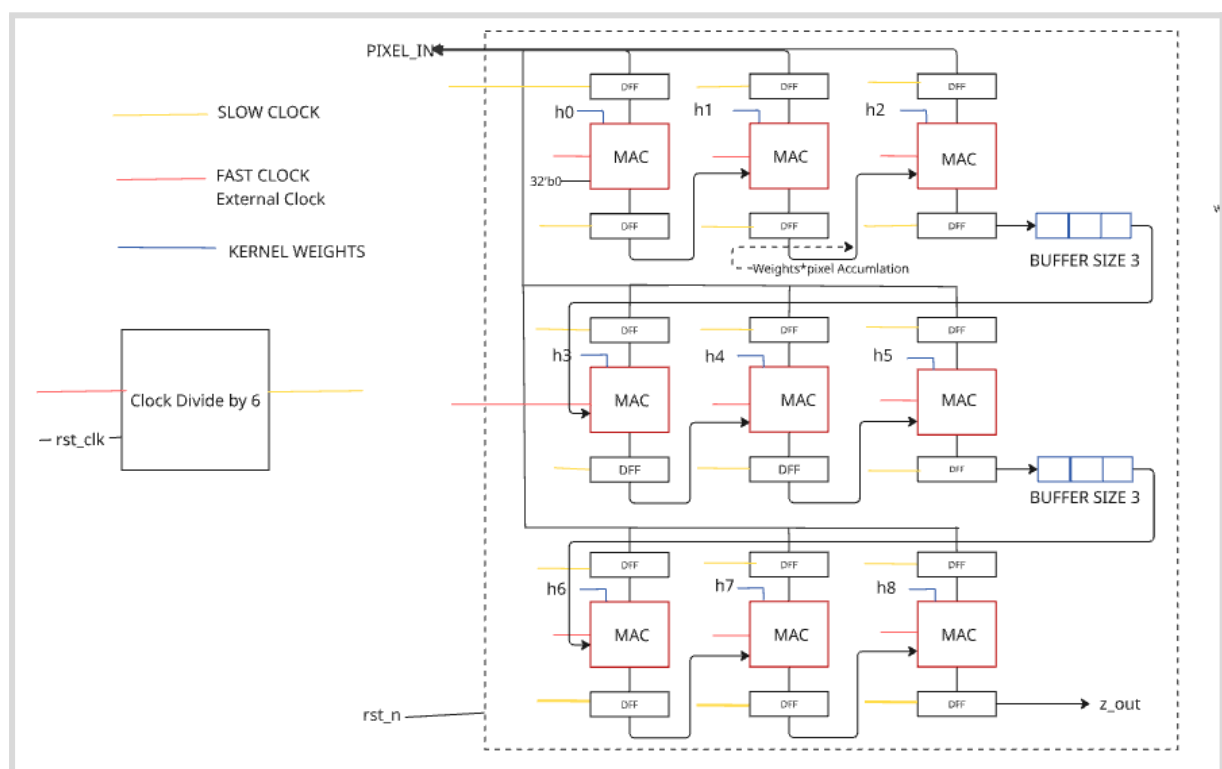 PIXEL_IN
DFF
DFF
DFF
SLOW CLOCK
h0
h1
h2
MAC
MAC
MAC
FAST CLOCK
External Clock
32'b0
DFF
DFF
DFF
KERNEL WEIGHTS
BUFFER SIZE 3
Weights*pixel Accumlation
DFF
DFF
DFF
h3
h4
h5
MAC
MAC
MAC
Clock Divide by 6
rst_clk
DFF
DFF
DFF
BUFFER SIZE 3
DFF
DFF
DFF
h6
h7
h8
MAC
MAC
MAC
DFF
DFF
DFF
z_out
rst_n